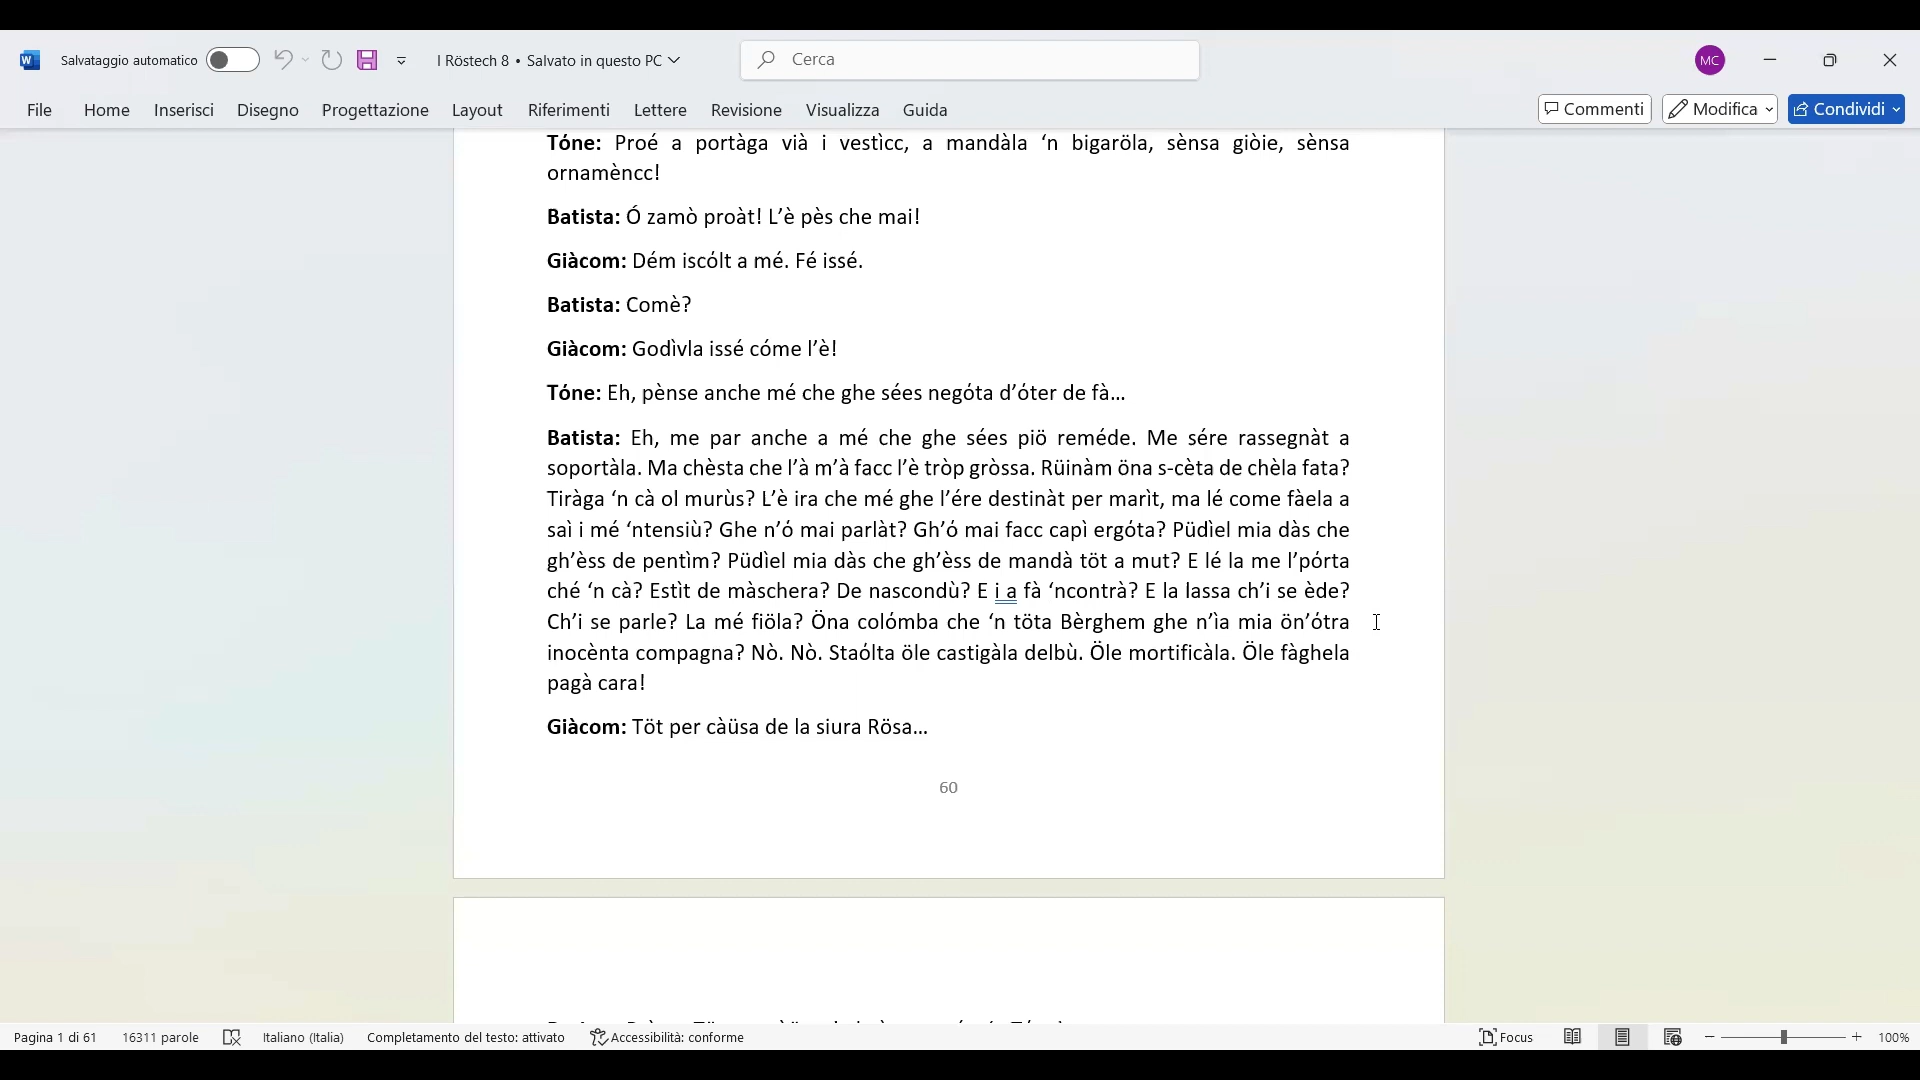 Salvataggio automatico
I Röstech 8 • Salvato in questo PC
Cerca
MC
File Home Inserisci Disegno Progettazione Layout Riferimenti Lettere Revisione Visualizza Guida
Commenti Modifica Condividi
Tóne: Proé a portàga vià i vestìcc, a mandàla ‘n bigaröla, sènsa giòie, sènsa
ornamèncc!
Batista: Ó zamò proàt! L’è pès che mai!
Giàcom: Dém iscólt a mé. Fé issé.
Batista: Comè?
Giàcom: Godìvla issé cóme l’è!
Tóne: Eh, pènse anche mé che ghe sées negóta d’óter de fà...
Batista: Eh, me par anche a mé che ghe sées piö reméde. Me sére rassegnàt a
soportàla. Ma chèsta che l’à m’à facc l’è tròp gròssa. Rüinàm öna s-cèta de chèla fata?
Tiràga ‘n cà ol murùs? L’è ira che mé ghe l’ére destinàt per marìt, ma lé come fàela a
saì i mé ‘ntensiù? Ghe n’ó mai parlàt? Gh’ó mai facc capì ergóta? Püdìel mia dàs che
gh’èss de pentìm? Püdìel mia dàs che gh’èss de mandà töt a mut? E lé la me l’pórta
ché ‘n cà? Estìt de màschera? De nascondù? E i a fà ‘ncontrà? E la lassa ch’i se ède?
Ch’i se parle? La mé fiöla? Öna colómba che ‘n töta Bèrghem ghe n’ìa mia ön’ótra
inocènta compagna? Nò. Nò. Staólta öle castigàla delbù. Öle mortificàla. Öle fàghela
pagà cara!
Giàcom: Töt per càüsa de la siura Rösa...
60
Pagina 1 di 61 16311 parole Italiano (Italia) Completamento del testo: attivato Accessibilità: conforme Focus 100%